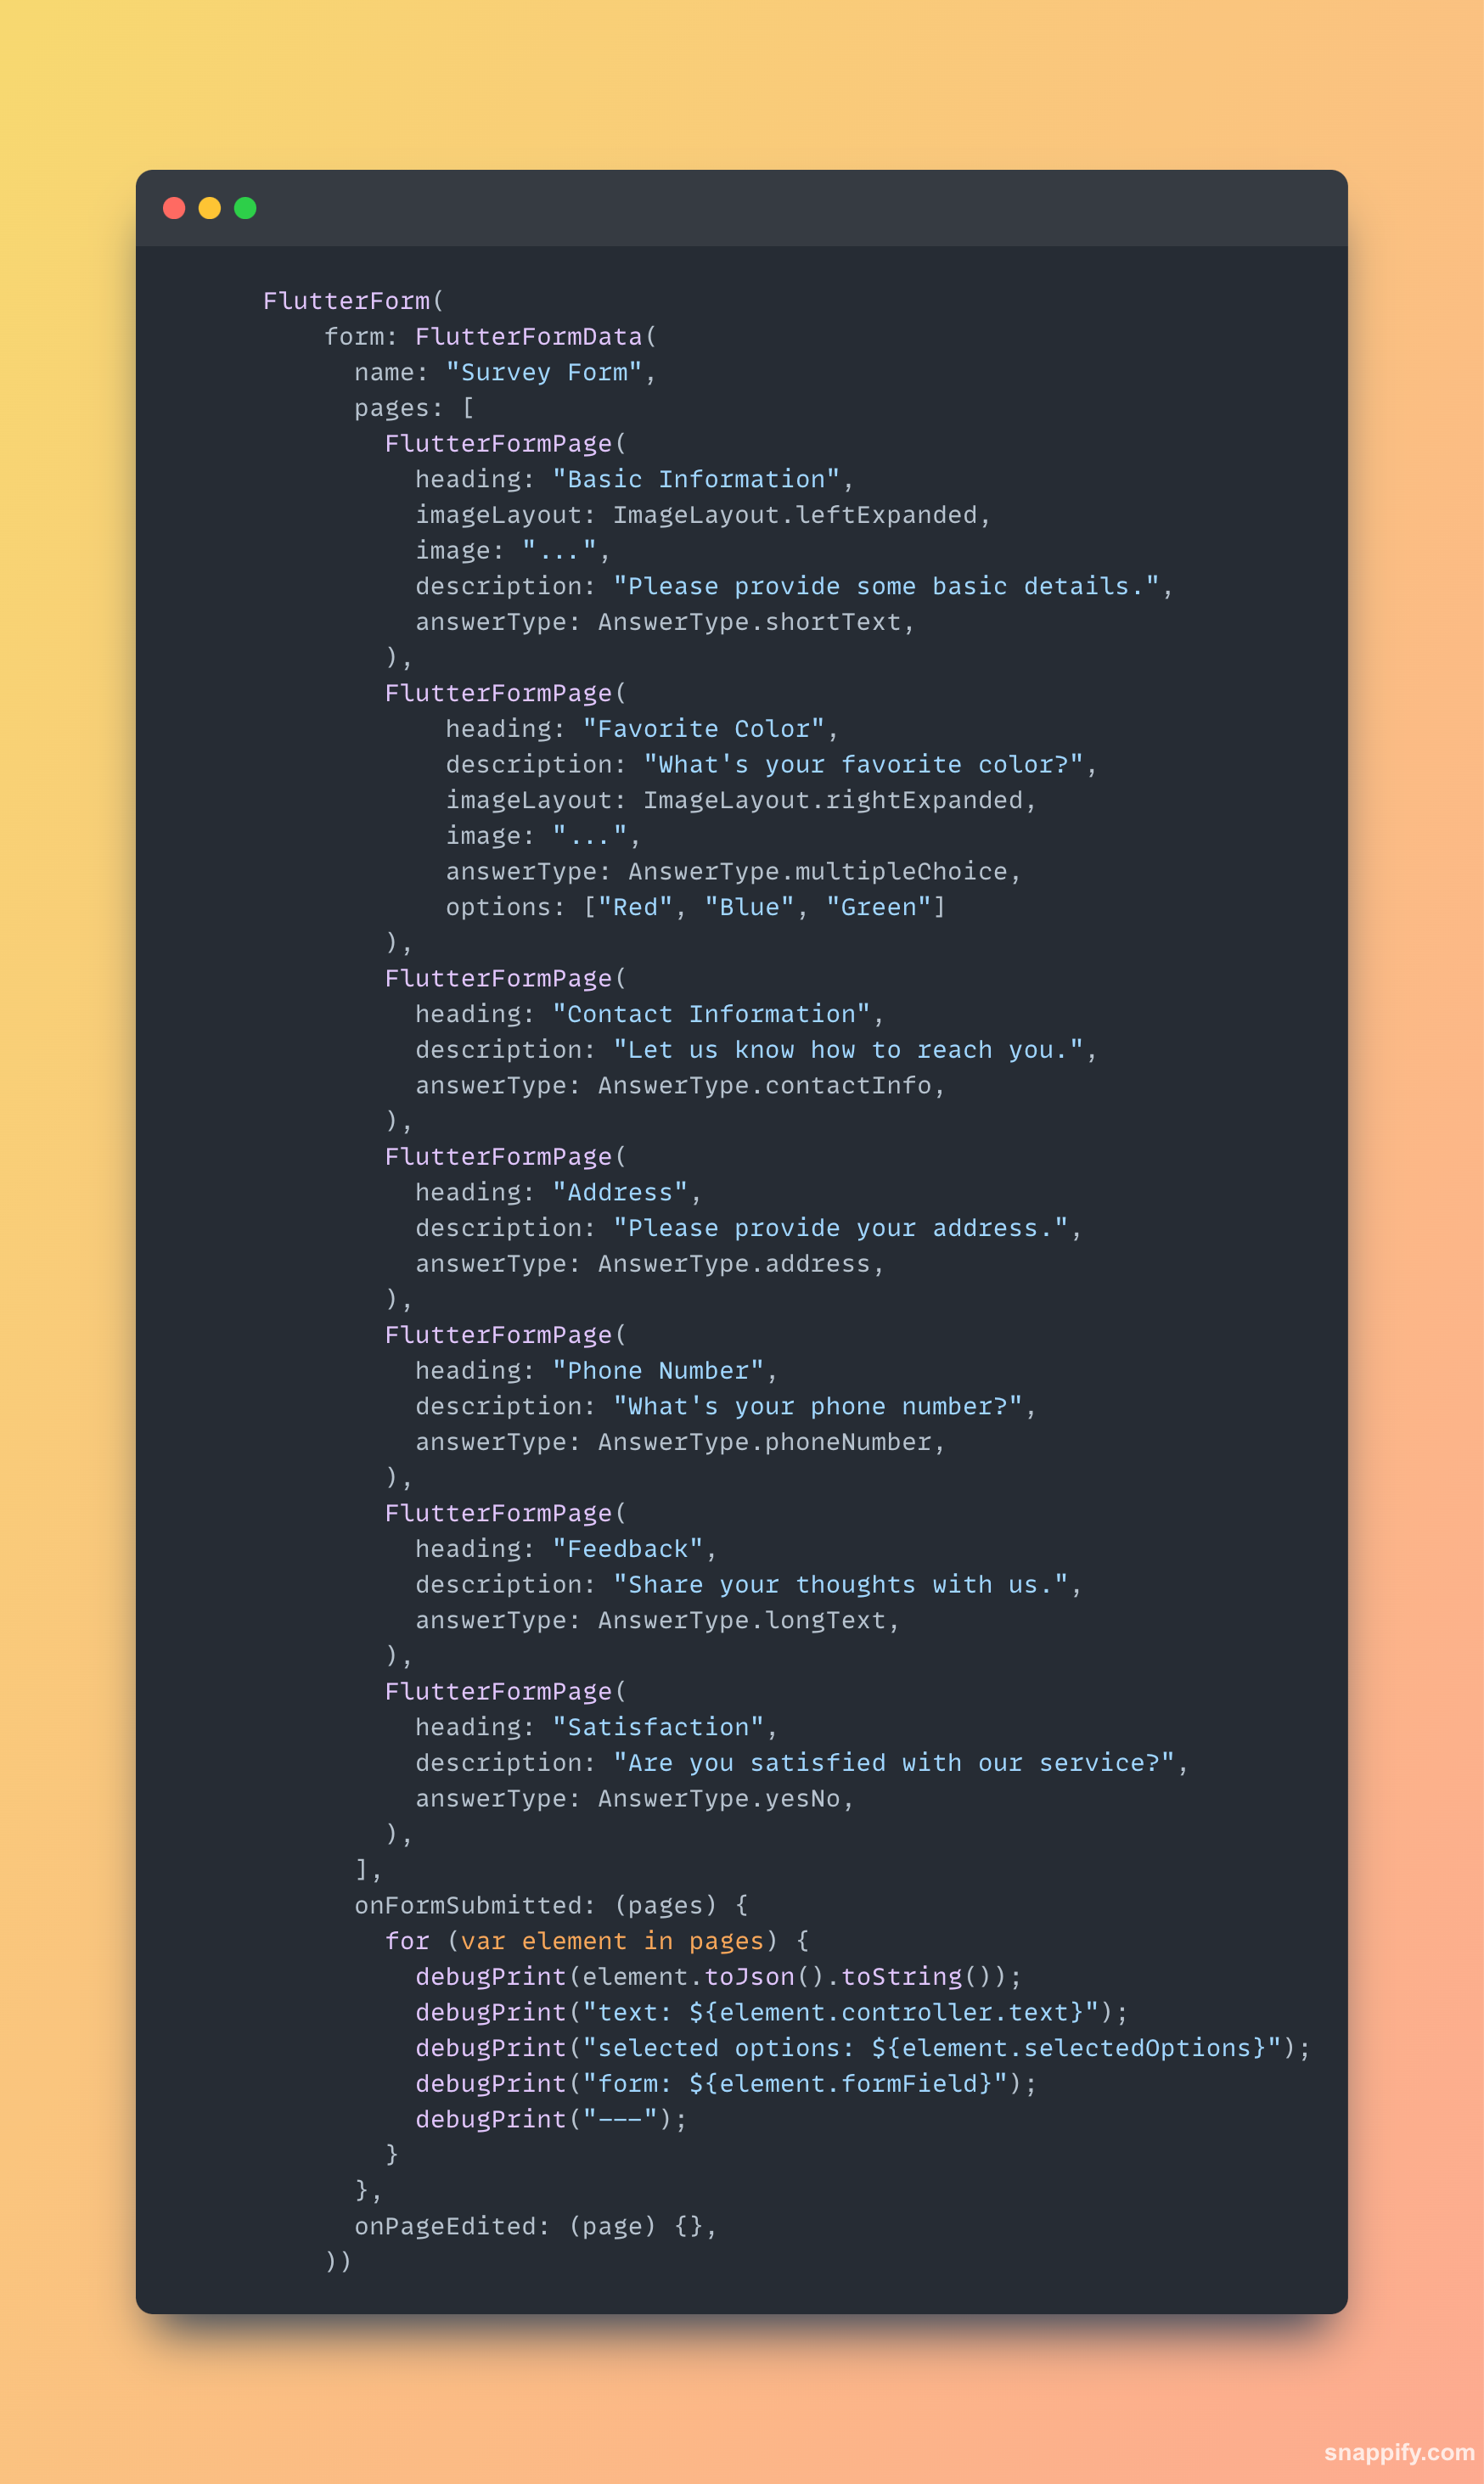 FlutterForm(
    form: FlutterFormData(
      name: "Survey Form",
      pages: [
        FlutterFormPage(
          heading: "Basic Information",
          imageLayout: ImageLayout.leftExpanded,
          image: "...",
          description: "Please provide some basic details.",
          answerType: AnswerType.shortText,
        ),
        FlutterFormPage(
            heading: "Favorite Color",
            description: "What's your favorite color?",
            imageLayout: ImageLayout.rightExpanded,
            image: "...",
            answerType: AnswerType.multipleChoice,
            options: ["Red", "Blue", "Green"]
        ),
        FlutterFormPage(
          heading: "Contact Information",
          description: "Let us know how to reach you.",
          answerType: AnswerType.contactInfo,
        ),
        FlutterFormPage(
          heading: "Address",
          description: "Please provide your address.",
          answerType: AnswerType.address,
        ),
        FlutterFormPage(
          heading: "Phone Number",
          description: "What's your phone number?",
          answerType: AnswerType.phoneNumber,
        ),
        FlutterFormPage(
          heading: "Feedback",
          description: "Share your thoughts with us.",
          answerType: AnswerType.longText,
        ),
        FlutterFormPage(
          heading: "Satisfaction",
          description: "Are you satisfied with our service?",
          answerType: AnswerType.yesNo,
        ),
      ],
      onFormSubmitted: (pages) {
        for (var element in pages) {
          debugPrint(element.toJson().toString());
          debugPrint("text: ${element.controller.text}");
          debugPrint("selected options: ${element.selectedOptions}");
          debugPrint("form: ${element.formField}");
          debugPrint("---");
        }
      },
      onPageEdited: (page) {},
    ))
snappify.com